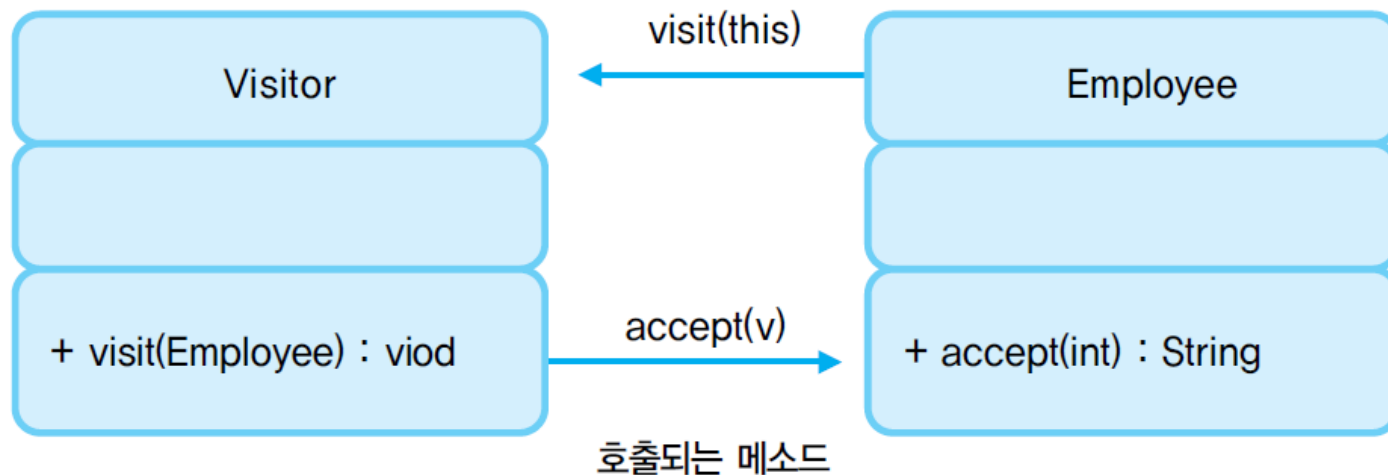 visit(this)
Visitor
Employee
accept(v)
+ visit(Employee) : viod
+ accept(int) : String
호출되는 메소드